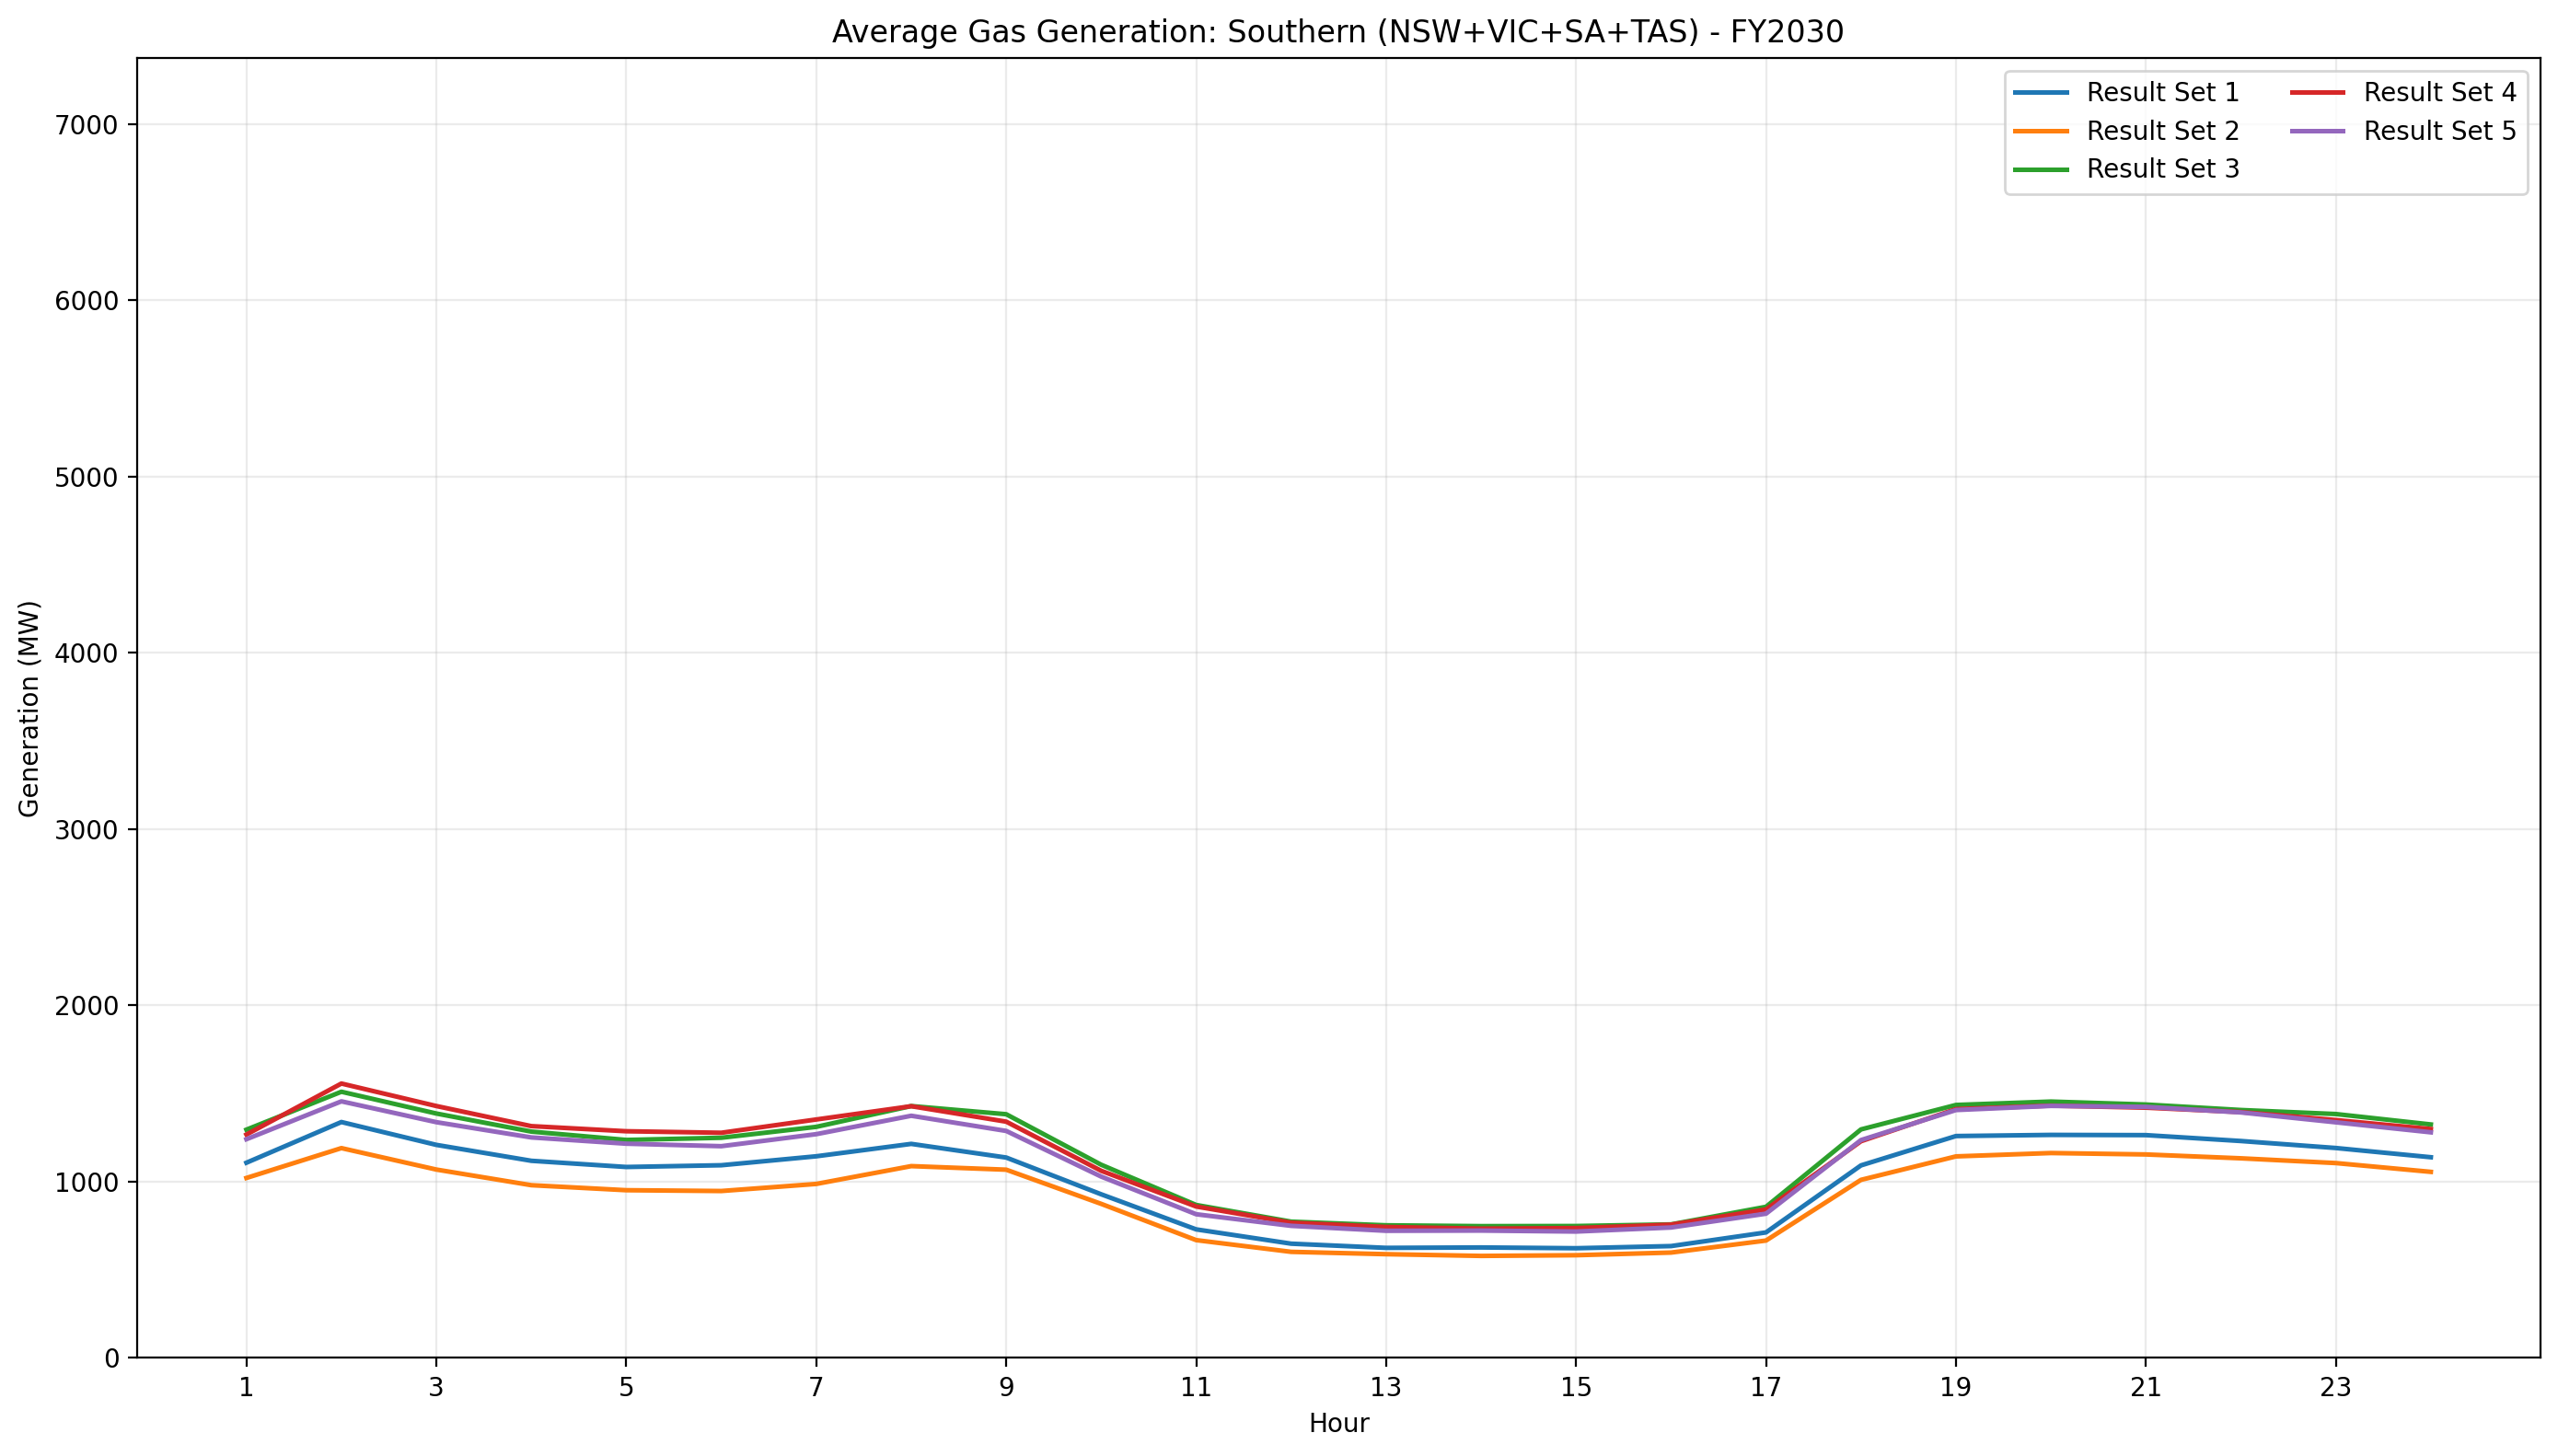 Average Gas Generation: Southern (NSW+VIC+SA+TAS) - FY2030
Result Set 1
Result Set 2
Result Set 3
Result Set 4
Result Set 5
Generation (MW)
7000
6000
5000
4000
3000
2000
1000
0
1 3 5 7 9 11 13 15 17 19 21 23
Hour